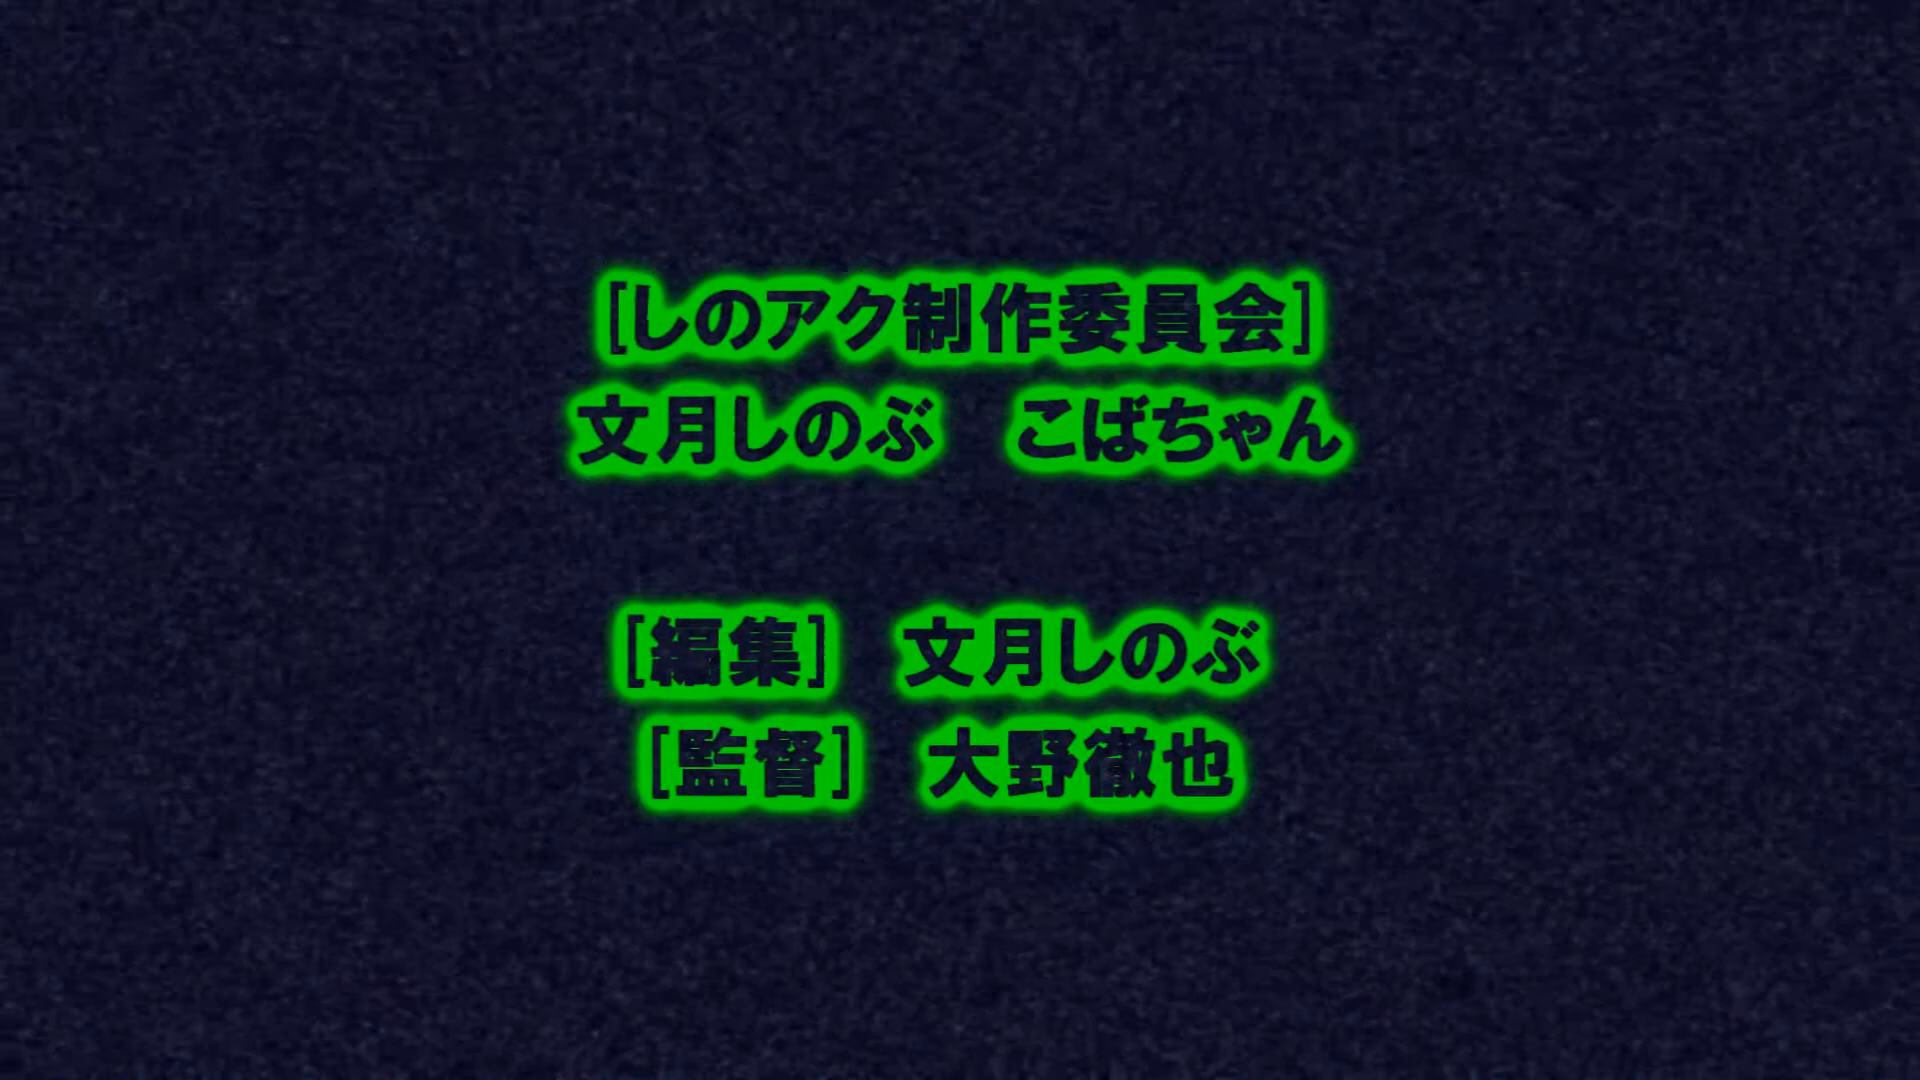 [しのアク制作委員会]
文月しのぶ　こばちゃん
[編集]　文月しのぶ
[監督]　大野徹也